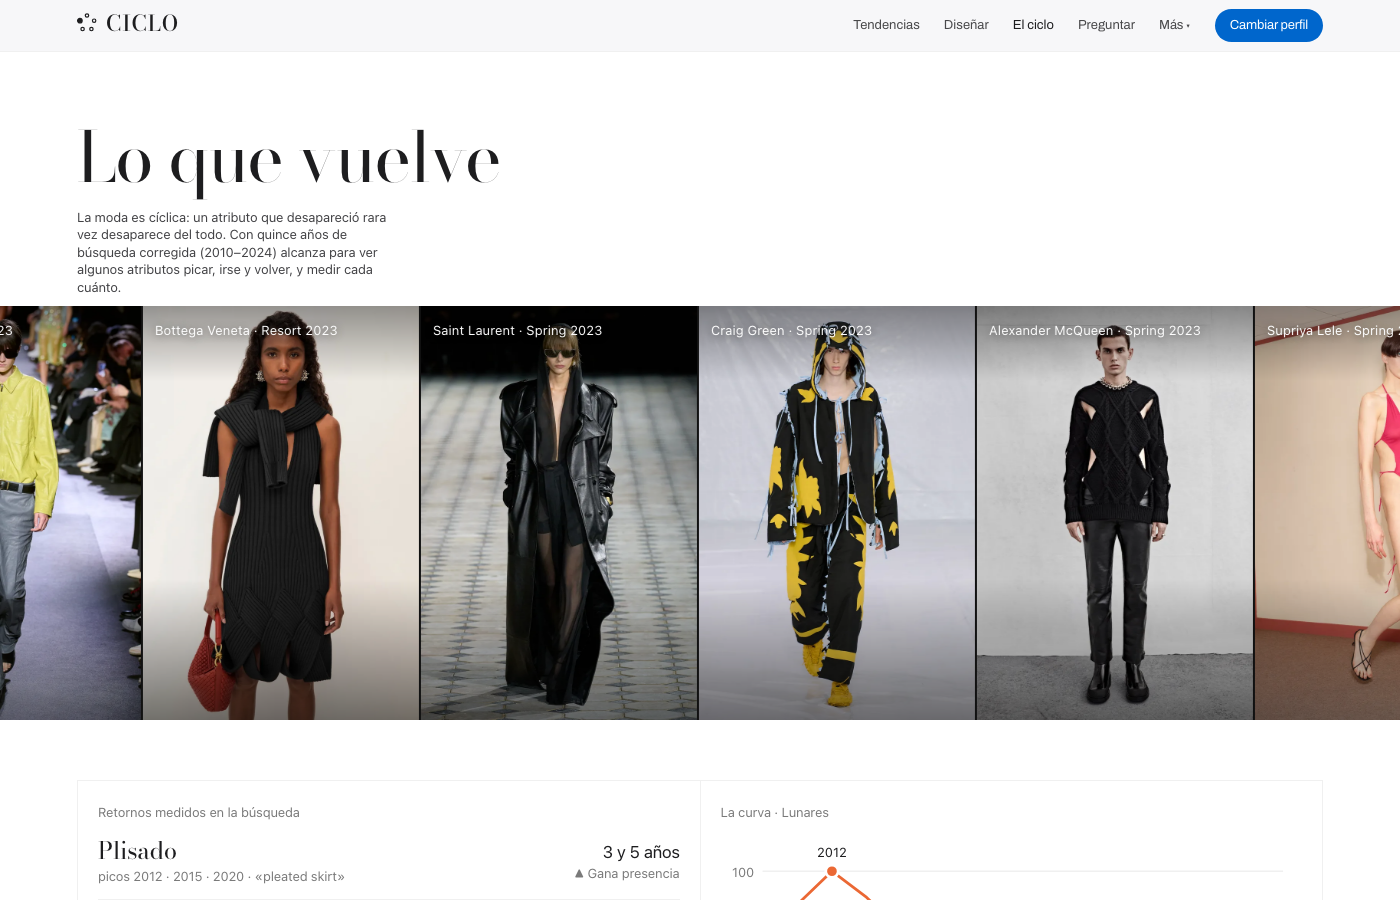 CICLO
Tendencias
Diseñar
El ciclo
Preguntar
Más
Cambiar perfil
Lo que vuelve
La moda es cíclica: un atributo que desapareció rara
vez desaparece del todo. Con quince años de
búsqueda corregida (2010–2024) alcanza para ver
algunos atributos picar, irse y volver, y medir cada
cuánto.
23
Bottega Veneta · Resort 2023
Saint Laurent · Spring 2023
Craig Green · Spring 2023
Alexander McQueen · Spring 2023
Supriya Lele · Spring
Retornos medidos en la búsqueda
Plisado
3 y 5 años
picos 2012 · 2015 · 2020 · «pleated skirt»
▲ Gana presencia
La curva · Lunares
2012
100